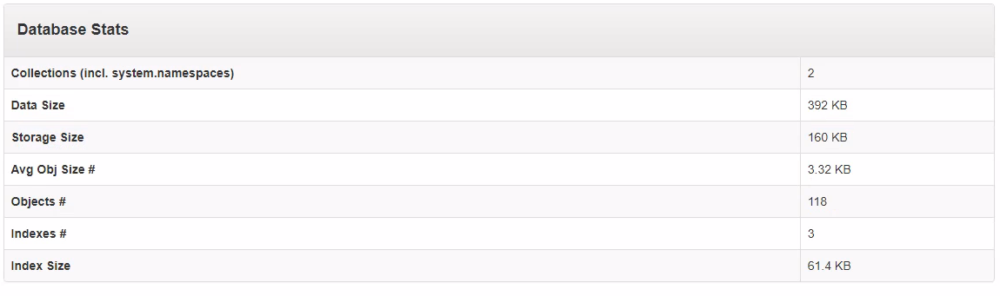 Database Stats
Collections (incl. system.namespaces) 2
Data Size 392 KB
Storage Size 160 KB
Avg Obj Size # 3.32 KB
Objects # 118
Indexes # 3
Index Size 61.4 KB